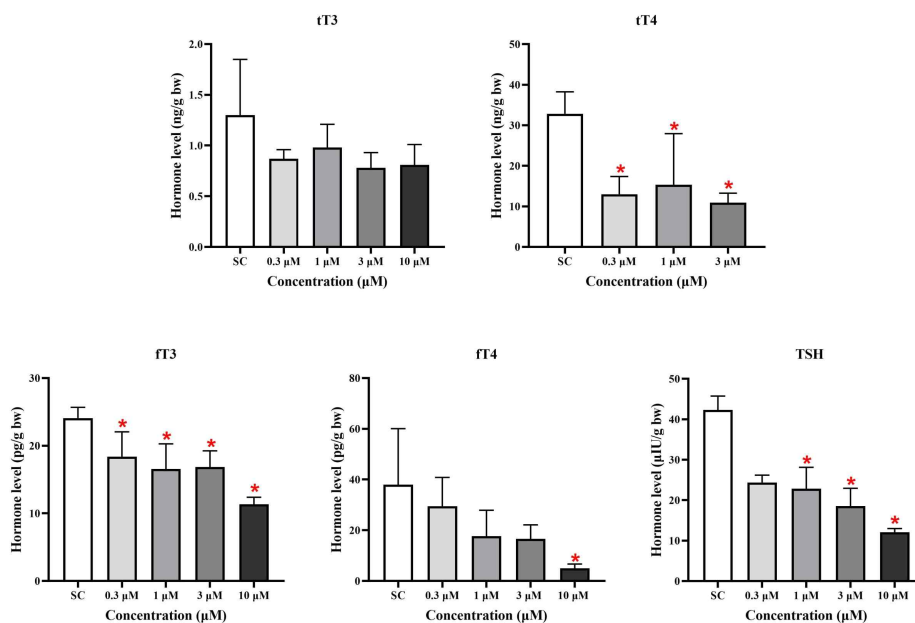 tT3
Hormone level (ng/g bw)
2.0
1.5
1.0
0.5
0.0
SC 0.3 µM 1 µM 3 µM 10 µM
Concentration (µM)
tT4
Hormone level (ng/g bw)
50
40
30
20
10
0
* * *
SC 0.3 µM 1 µM 3 µM
Concentration (µM)
fT3
Hormone level (pg/g bw)
30
20
10
0
* * * *
SC 0.3 µM 1 µM 3 µM 10 µM
Concentration (µM)
fT4
Hormone level (pg/g bw)
80
60
40
20
0
*
SC 0.3 µM 1 µM 3 µM 10 µM
Concentration (µM)
TSH
Hormone level (µIU/g bw)
50
40
30
20
10
0
* * *
SC 0.3 µM 1 µM 3 µM 10 µM
Concentration (µM)